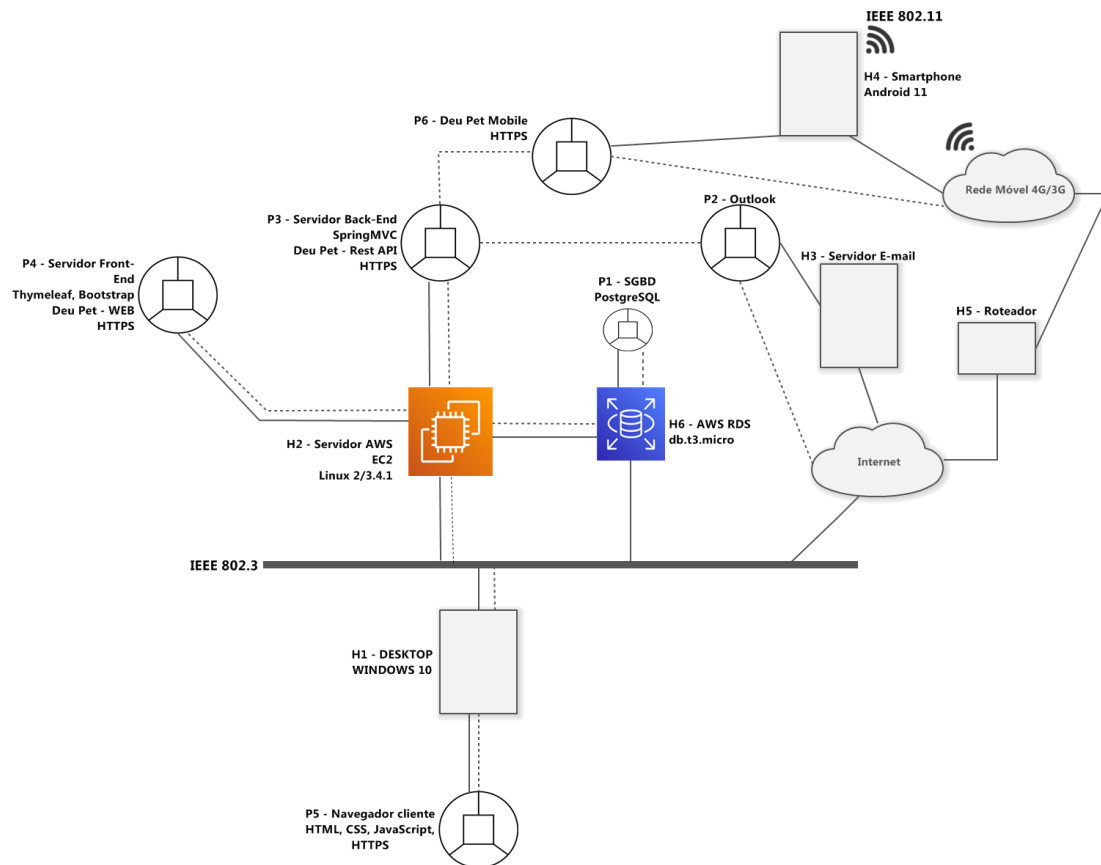 IEEE 802.11
H4 - Smartphone
Android 11
P6 - Deu Pet Mobile
HTTPS
Rede Móvel 4G/3G
P2 - Outlook
P3 - Servidor Back-End
SpringMVC
Deu Pet - Rest API
HTTPS
H3 - Servidor E-mail
P4 - Servidor Front-
End
Thymeleaf, Bootstrap
Deu Pet - WEB
HTTPS
P1 - SGBD
PostgreSQL
H5 - Roteador
H2 - Servidor AWS
EC2
Linux 2/3.4.1
H6 - AWS RDS
db.t3.micro
Internet
IEEE 802.3
H1 - DESKTOP
WINDOWS 10
P5 - Navegador cliente
HTML, CSS, JavaScript,
HTTPS